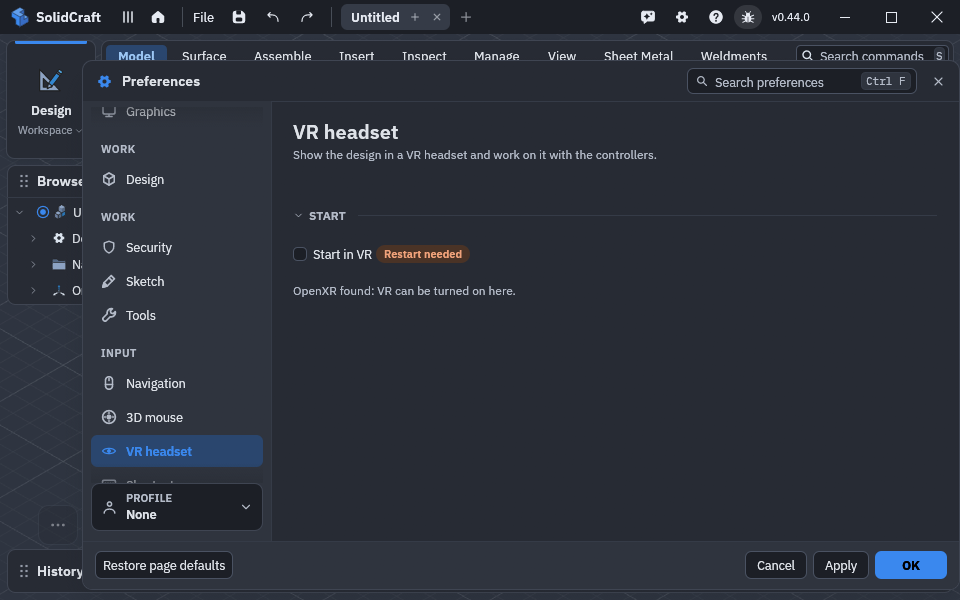 SolidCraft
File
Untitled
v0.44.0
Model
Surface
Assemble
Insert
Inspect
Manage
View
Sheet Metal
Weldments
Search commands
S
Design
Workspace
Preferences
Search preferences
Ctrl F
Graphics
WORK
Design
WORK
Security
Sketch
Tools
INPUT
Navigation
3D mouse
VR headset
PROFILE
None
VR headset
Show the design in a VR headset and work on it with the controllers.
START
Start in VR
Restart needed
OpenXR found: VR can be turned on here.
History
Restore page defaults
Cancel
Apply
OK